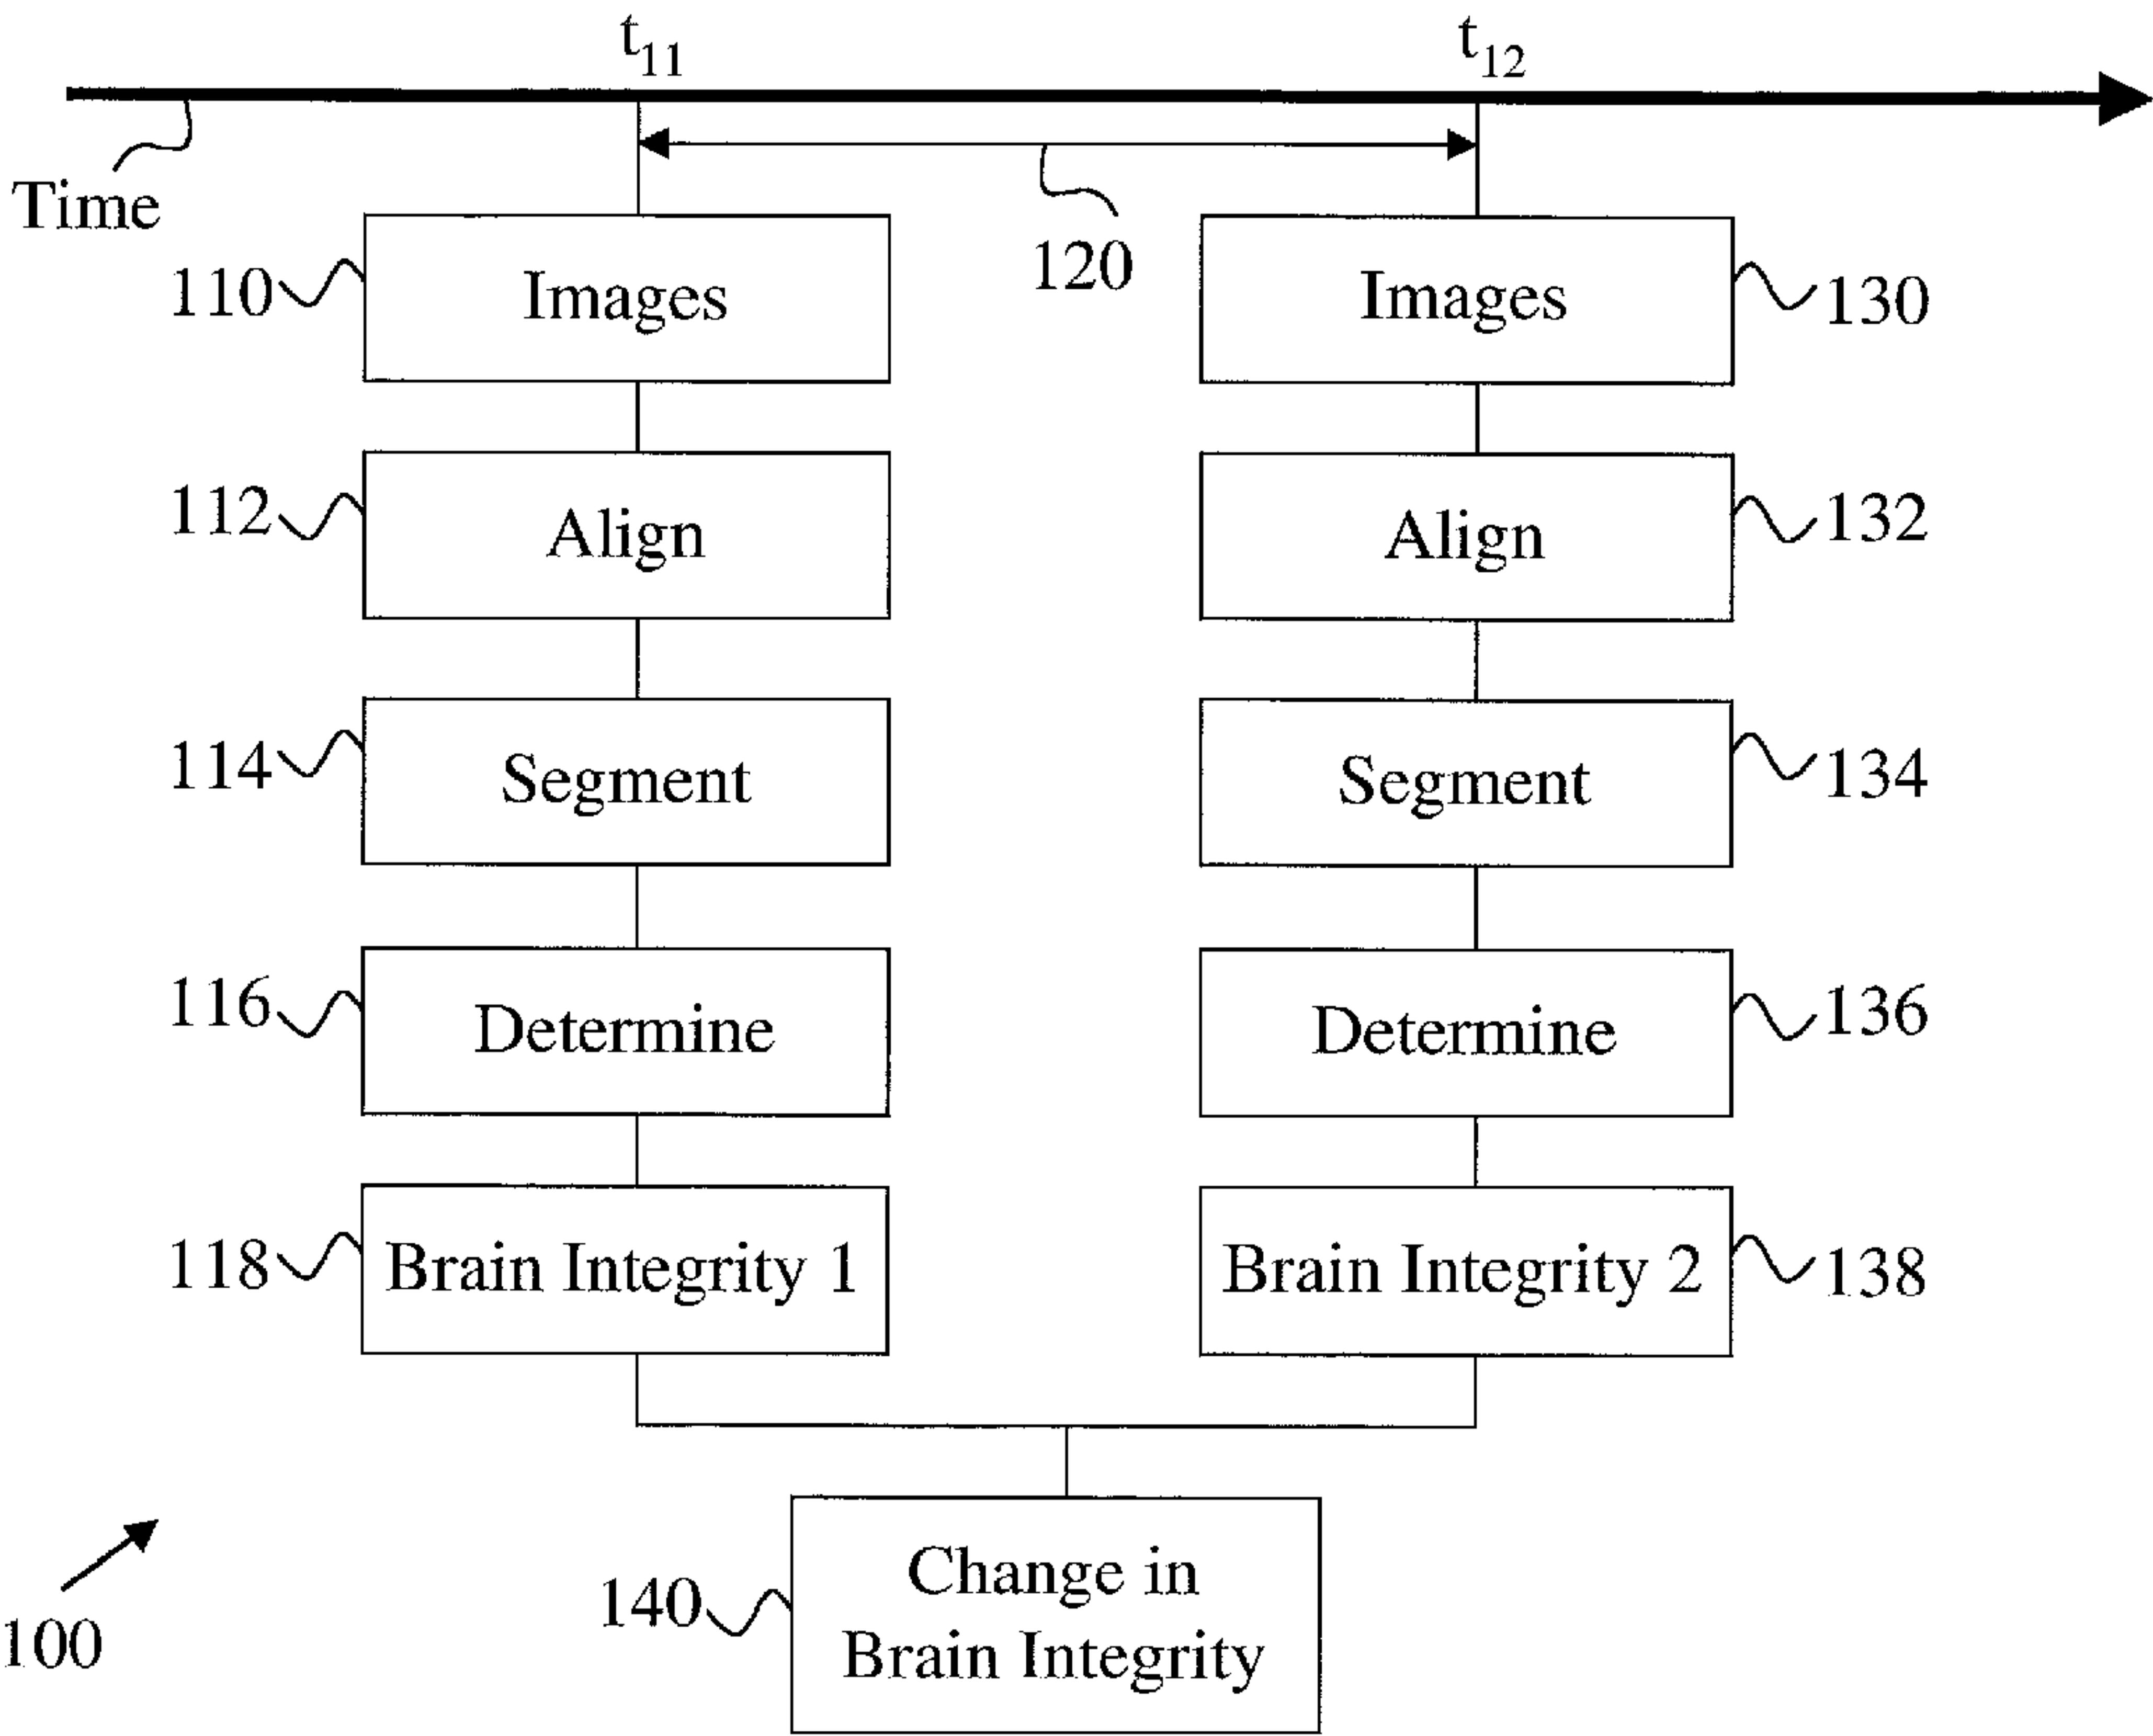 t11 t12
Time
120
110 Images Images 130
112 Align Align 132
114 Segment Segment 134
116 Determine Determine 136
118 Brain Integrity 1 Brain Integrity 2 138
140 Change in
Brain Integrity
100